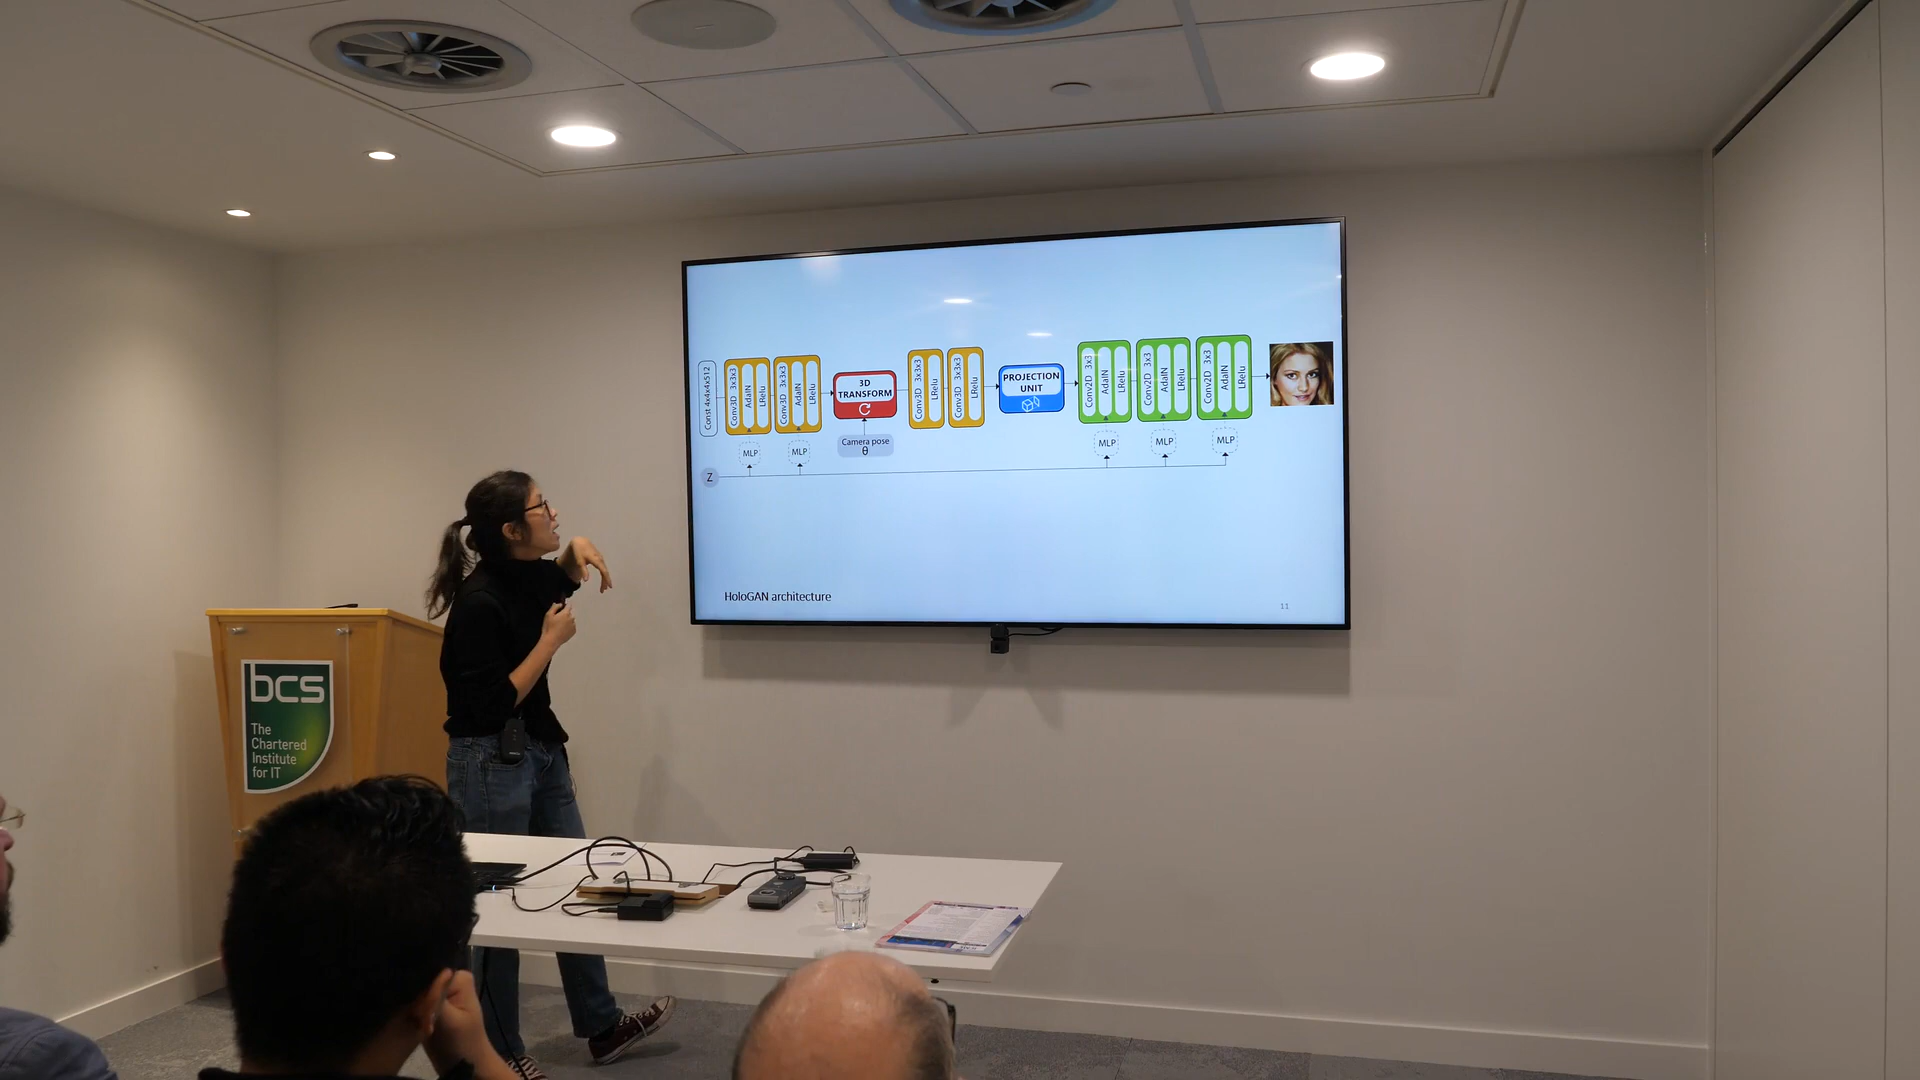 Const 4x4x4x512
Conv3D 3x3x3
AdaIN
LRelu
Conv3D 3x3x3
AdaIN
LRelu
3D
TRANSFORM
Camera pose
θ
Conv3D 3x3x3
LRelu
Conv3D 3x3x3
LRelu
PROJECTION
UNIT
Conv2D 3x3
AdaIN
LRelu
Conv2D 3x3
AdaIN
LRelu
Conv2D 3x3
AdaIN
LRelu
MLP
MLP
MLP
MLP
MLP
Z
HoloGAN architecture
11
bcs
The
Chartered
Institute
for IT